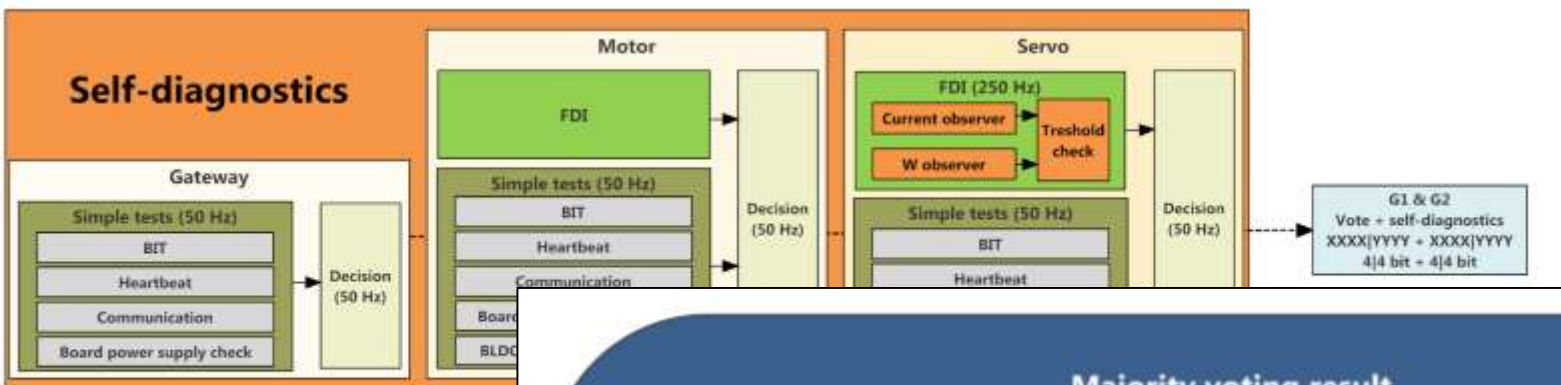 Self-diagnostics
Gateway
Simple tests (50 Hz)
BIT
Heartbeat
Communication
Board power supply check
Decision
(50 Hz)
Motor
FDI
Simple tests (50 Hz)
BIT
Heartbeat
Communication
Board
BLDC
Decision
(50 Hz)
Servo
FDI (250 Hz)
Current observer
W observer
Treshold
check
Simple tests (50 Hz)
BIT
Heartbeat
Decision
(50 Hz)
G1 & G2
Vote + self-diagnostics
XXXX|YYYY + XXXX|YYYY
4|4 bit + 4|4 bit
Majority voting result